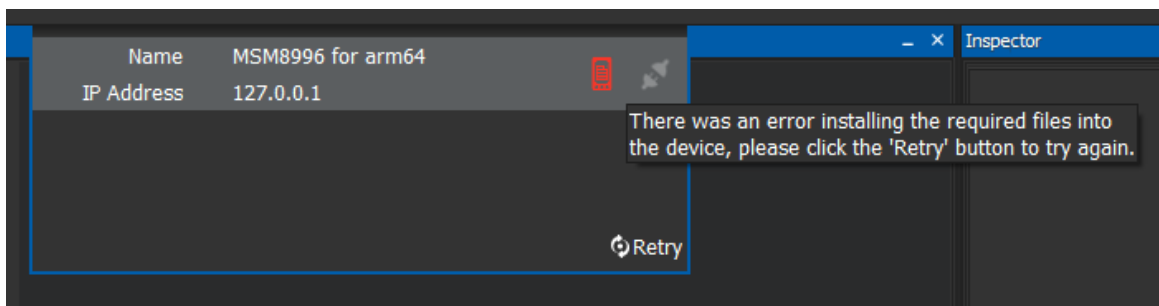 Inspector
Name MSM8996 for arm64
IP Address 127.0.0.1
There was an error installing the required files into
the device, please click the 'Retry' button to try again.
Retry